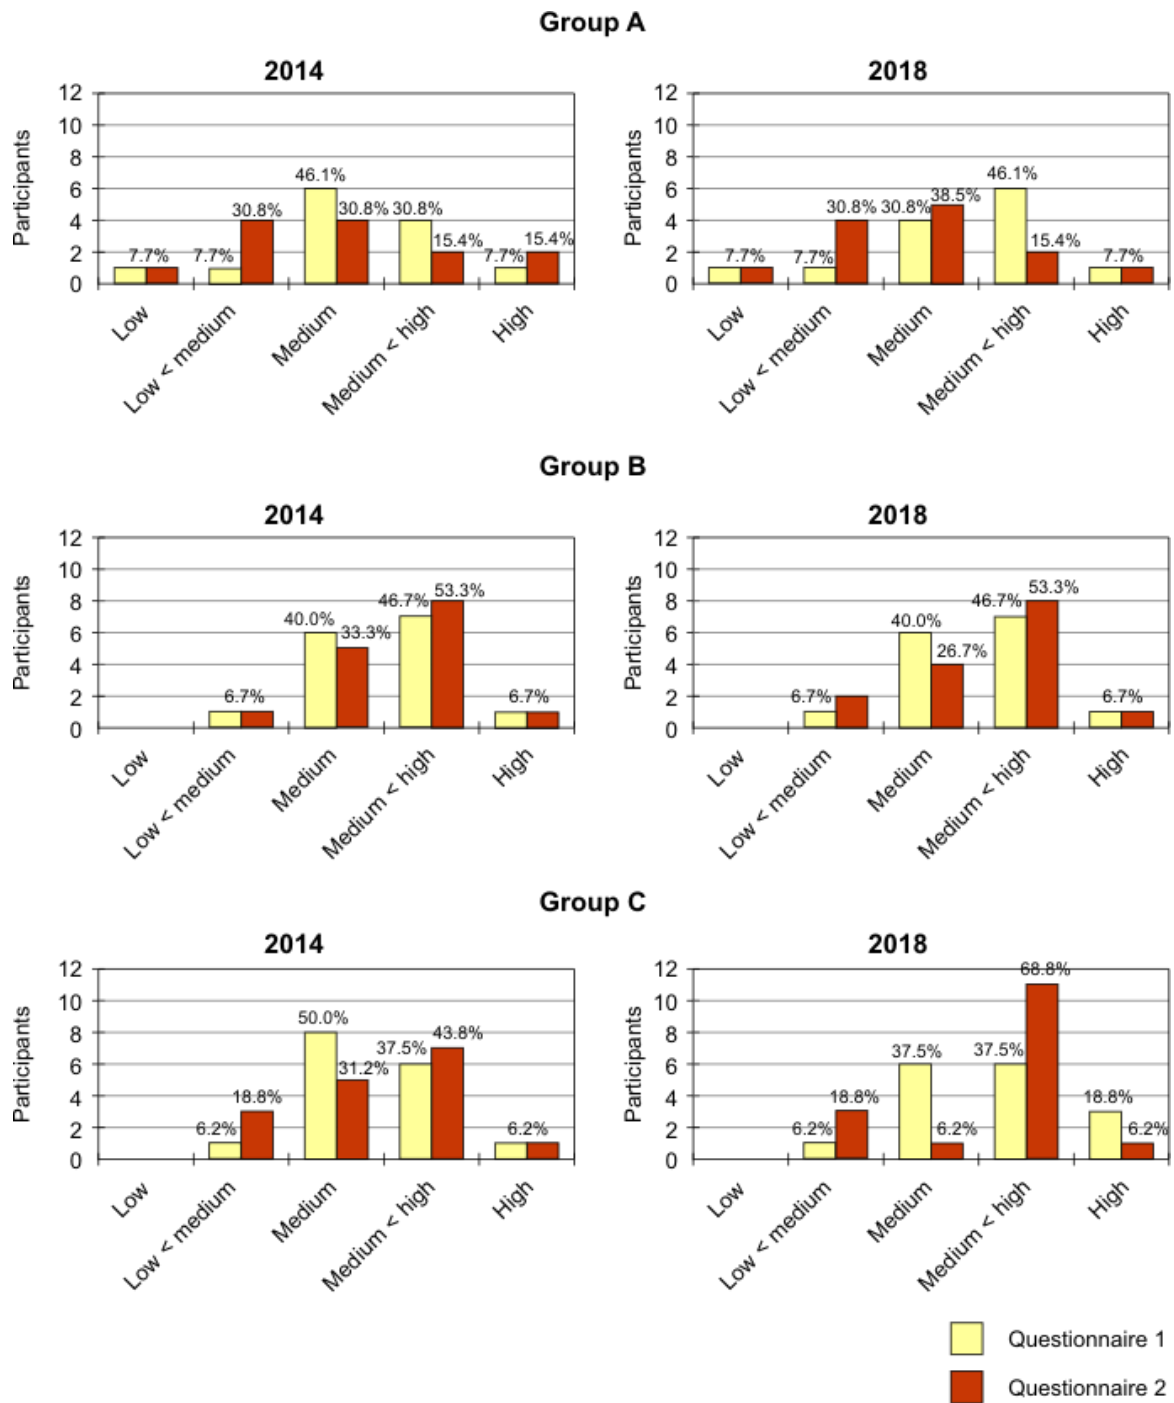 Group A
2014
2018
Participants
12
10
8
6
4
2
0
7.7%
7.7%
30.8%
46.1%
30.8%
30.8%
15.4%
7.7%
15.4%
Low
Low < medium
Medium
Medium < high
High
Participants
12
10
8
6
4
2
0
7.7%
7.7%
30.8%
30.8%
38.5%
46.1%
15.4%
7.7%
Low
Low < medium
Medium
Medium < high
High
Group B
2014
2018
Participants
12
10
8
6
4
2
0
6.7%
40.0%
33.3%
46.7%
53.3%
6.7%
Low
Low < medium
Medium
Medium < high
High
Participants
12
10
8
6
4
2
0
6.7%
40.0%
26.7%
46.7%
53.3%
6.7%
Low
Low < medium
Medium
Medium < high
High
Group C
2014
2018
Participants
12
10
8
6
4
2
0
6.2%
18.8%
50.0%
31.2%
37.5%
43.8%
6.2%
Low
Low < medium
Medium
Medium < high
High
Participants
12
10
8
6
4
2
0
6.2%
18.8%
37.5%
6.2%
37.5%
68.8%
18.8%
6.2%
Low
Low < medium
Medium
Medium < high
High
Questionnaire 1
Questionnaire 2